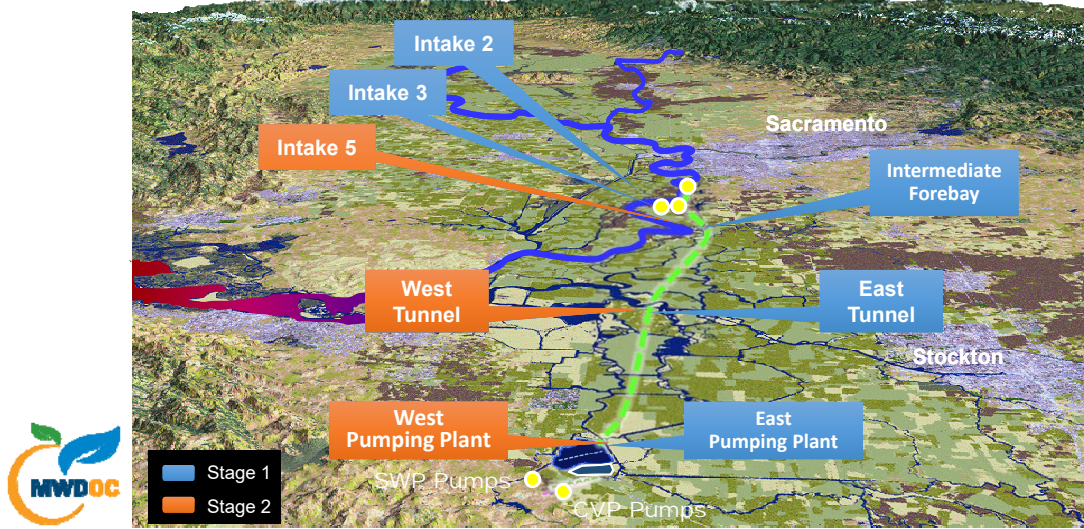 Intake 2
Intake 3
Sacramento
Intake 5
Intermediate
Forebay
West
Tunnel
East
Tunnel
Stockton
West
Pumping Plant
East
Pumping Plant
MWDOC
Stage 1
Stage 2
SWP Pumps
CVP Pumps